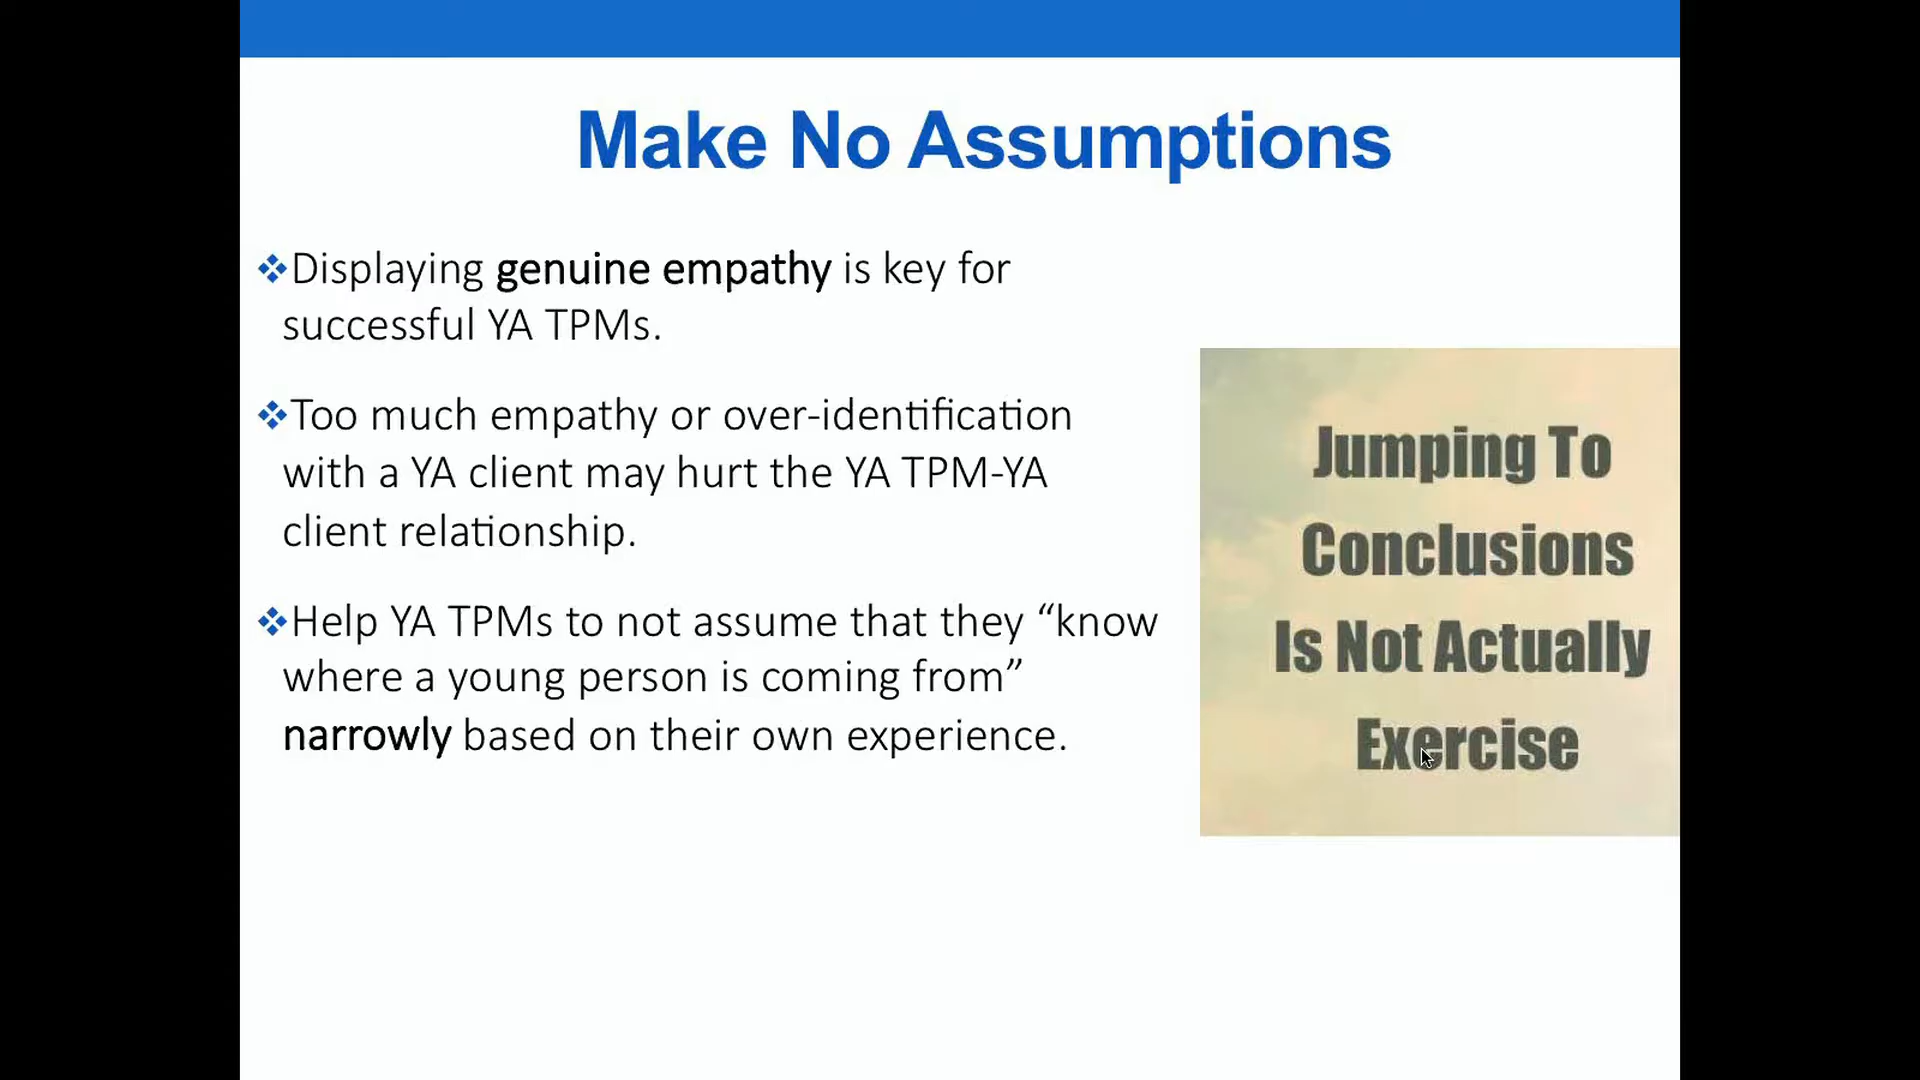 Make No Assumptions
❖Displaying genuine empathy is key for
successful YA TPMs.
❖Too much empathy or over-identification
with a YA client may hurt the YA TPM-YA
client relationship.
❖Help YA TPMs to not assume that they “know
where a young person is coming from”
narrowly based on their own experience.
Jumping To
Conclusions
Is Not Actually
Exercise